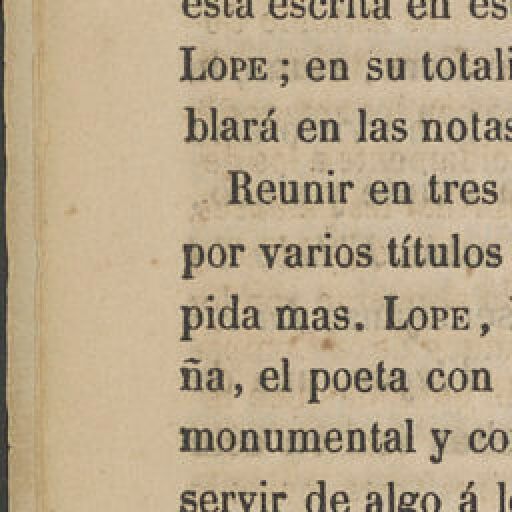 esta escrita en es
LOPE ; en su totali
blará en las notas
Reunir en tres
por varios títulos
pida mas. LOPE ,
ña, el poeta con
monumental y co
servir de algo á l